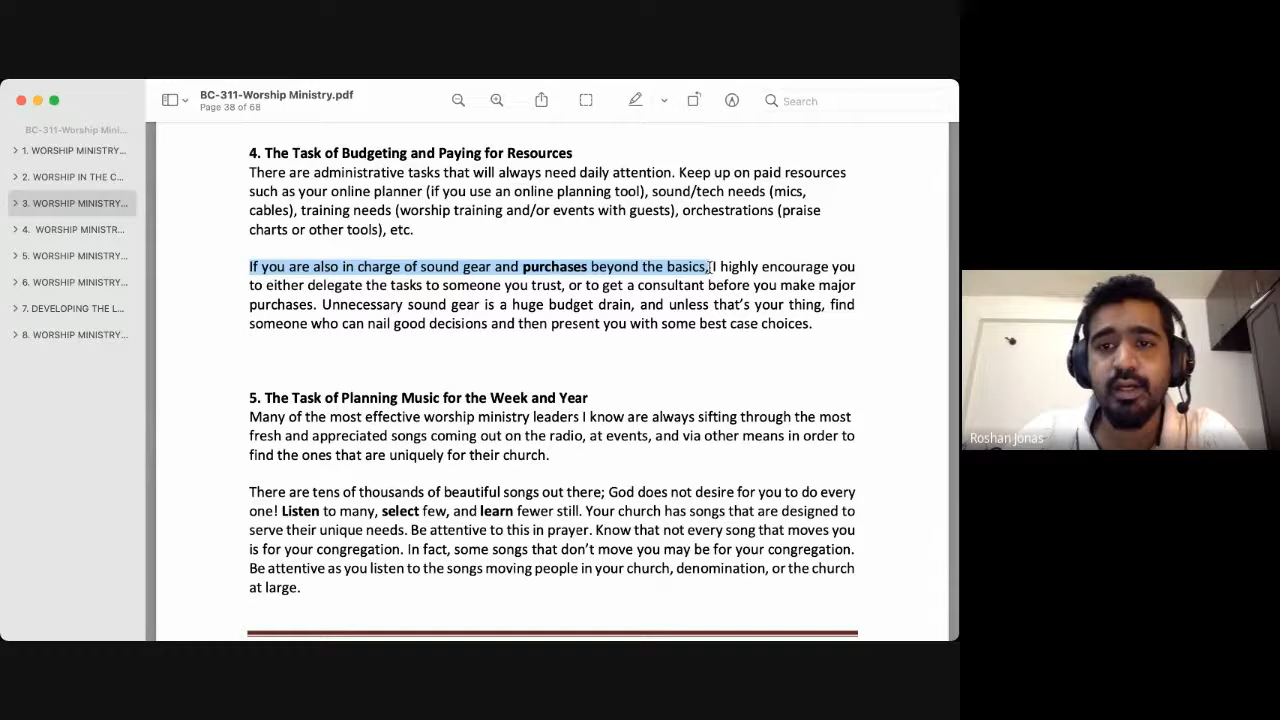 BC-311-Worship Ministry.pdf
Page 38 of 68
Search
BC-311-Worship Mini...
1. WORSHIP MINISTRY...
2. WORSHIP IN THE C...
3. WORSHIP MINISTRY...
4. WORSHIP MINISTR...
5. WORSHIP MINISTRY...
6. WORSHIP MINISTRY...
7. DEVELOPING THE L...
8. WORSHIP MINISTRY...
4. The Task of Budgeting and Paying for Resources
There are administrative tasks that will always need daily attention. Keep up on paid resources
such as your online planner (if you use an online planning tool), sound/tech needs (mics,
cables), training needs (worship training and/or events with guests), orchestrations (praise
charts or other tools), etc.
If you are also in charge of sound gear and purchases beyond the basics, I highly encourage you
to either delegate the tasks to someone you trust, or to get a consultant before you make major
purchases. Unnecessary sound gear is a huge budget drain, and unless that's your thing, find
someone who can nail good decisions and then present you with some best case choices.
5. The Task of Planning Music for the Week and Year
Many of the most effective worship ministry leaders I know are always sifting through the most
fresh and appreciated songs coming out on the radio, at events, and via other means in order to
find the ones that are uniquely for their church.
There are tens of thousands of beautiful songs out there; God does not desire for you to do every
one! Listen to many, select few, and learn fewer still. Your church has songs that are designed to
serve their unique needs. Be attentive to this in prayer. Know that not every song that moves you
is for your congregation. In fact, some songs that don't move you may be for your congregation.
Be attentive as you listen to the songs moving people in your church, denomination, or the church
at large.
Roshan Jonas